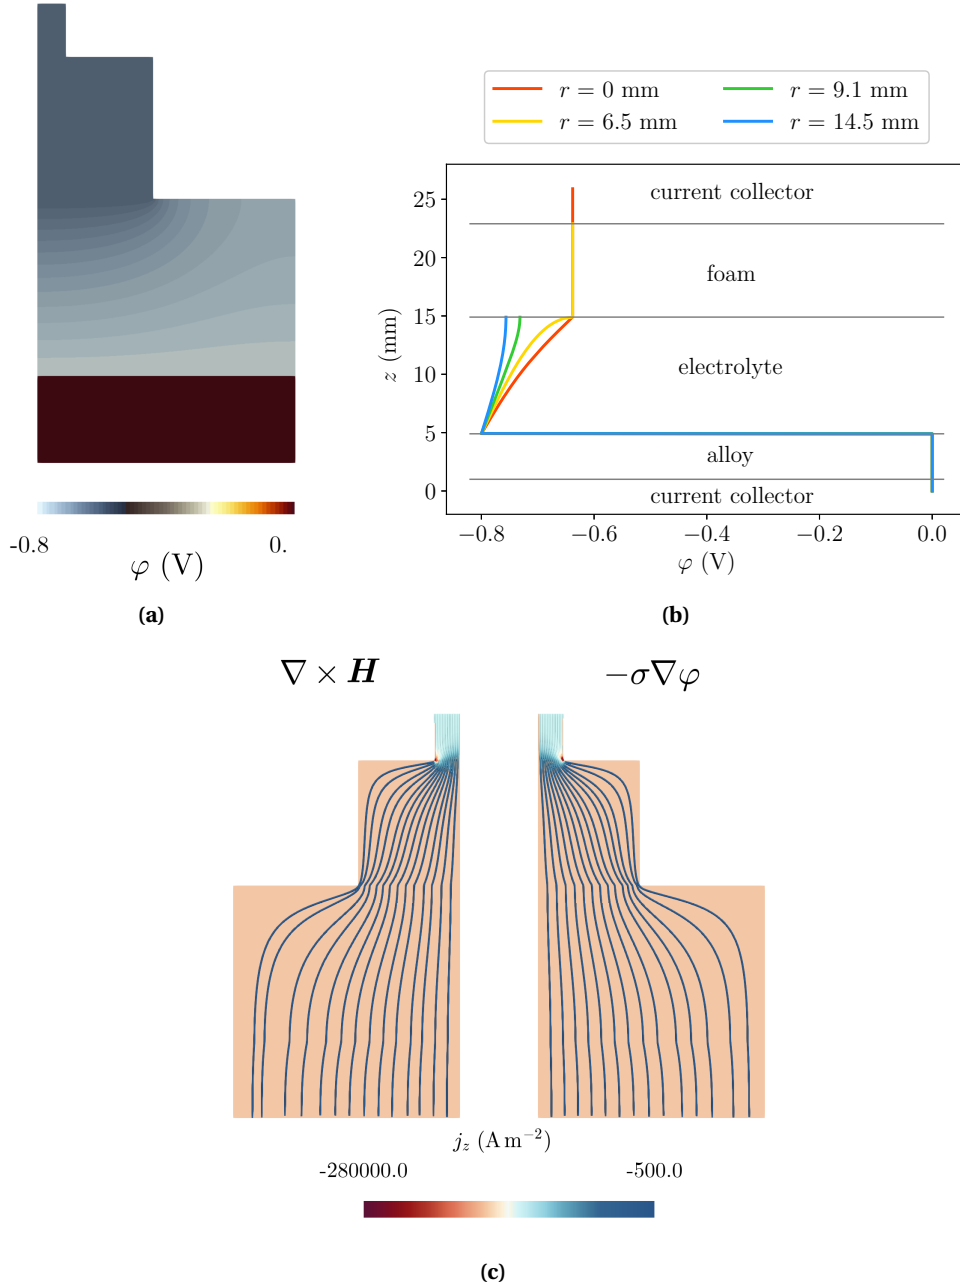 -0.8
0.
φ (V)
(a)
r = 0 mm
r = 9.1 mm
r = 6.5 mm
r = 14.5 mm
25
20
15
10
5
0
z (mm)
current collector
foam
electrolyte
alloy
current collector
−0.8
−0.6
−0.4
−0.2
0.0
φ (V)
(b)
∇ × H
−σ∇φ
j_z (A m⁻²)
-280000.0
-500.0
(c)